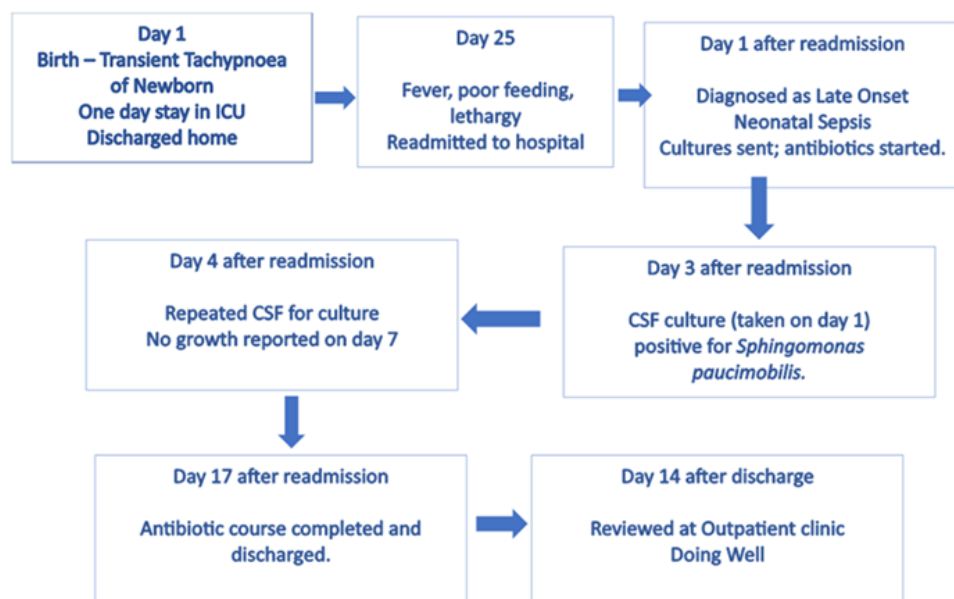 Day 1
Birth – Transient Tachypnoea
of Newborn
One day stay in ICU
Discharged home
Day 25
Fever, poor feeding,
lethargy
Readmitted to hospital
Day 1 after readmission
Diagnosed as Late Onset
Neonatal Sepsis
Cultures sent; antibiotics started.
Day 3 after readmission
CSF culture (taken on day 1)
positive for Sphingomonas
paucimobilis.
Day 4 after readmission
Repeated CSF for culture
No growth reported on day 7
Day 17 after readmission
Antibiotic course completed and
discharged.
Day 14 after discharge
Reviewed at Outpatient clinic
Doing Well